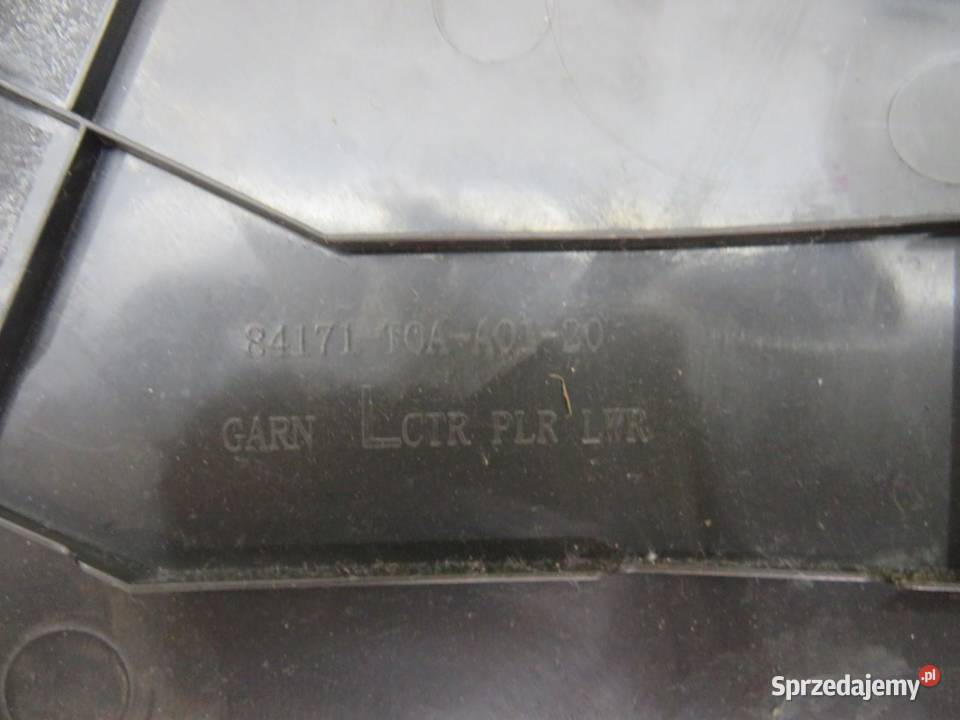 84171-T0A-A01-20
GARN L CTR PLR LWR
Sprzedajemy.pl